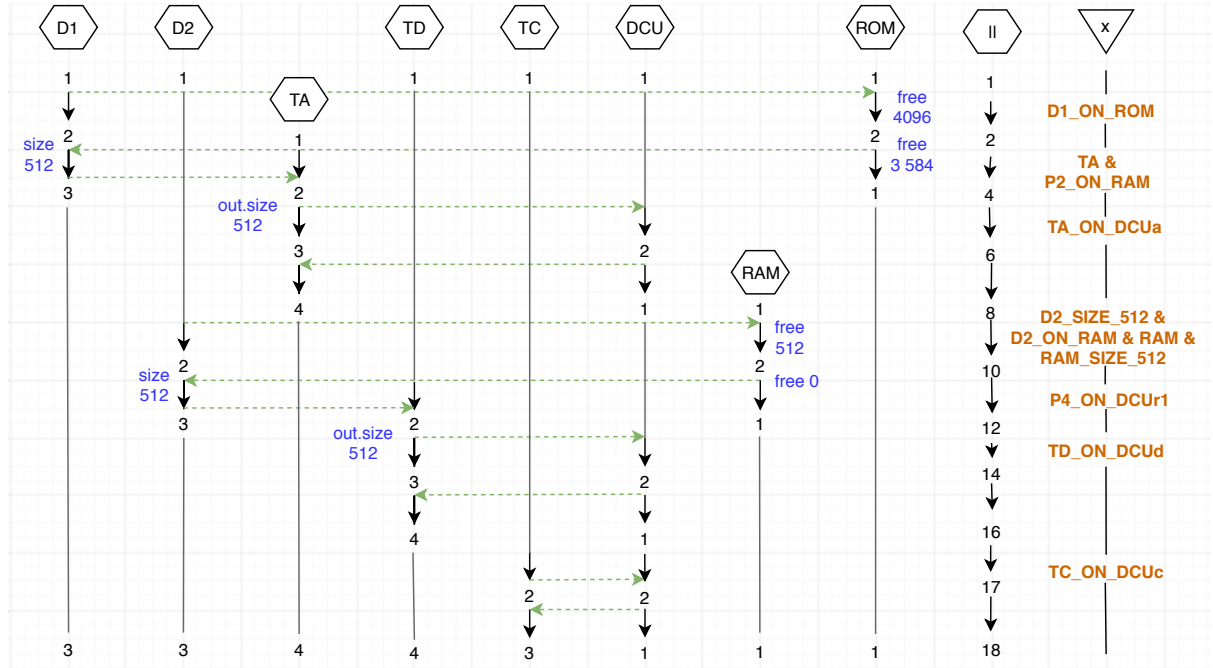 D1 D2 TD TC DCU ROM II x
1 1 1 1 1 1 1
TA
free
4096
D1_ON_ROM
2 1 2 2
size
512
free
3 584
TA &
P2_ON_RAM
3 2 1 4
out.size
512
TA_ON_DCUa
3 2 6
RAM
4 1 1 8
free
512
D2_SIZE_512 &
D2_ON_RAM & RAM &
RAM_SIZE_512
2 2 10
size
512
free 0
P4_ON_DCUr1
3 2 1 12
out.size
512
TD_ON_DCUd
3 2 14
4 1 16
TC_ON_DCUc
2 2 17
3 3 4 4 3 1 1 1 18